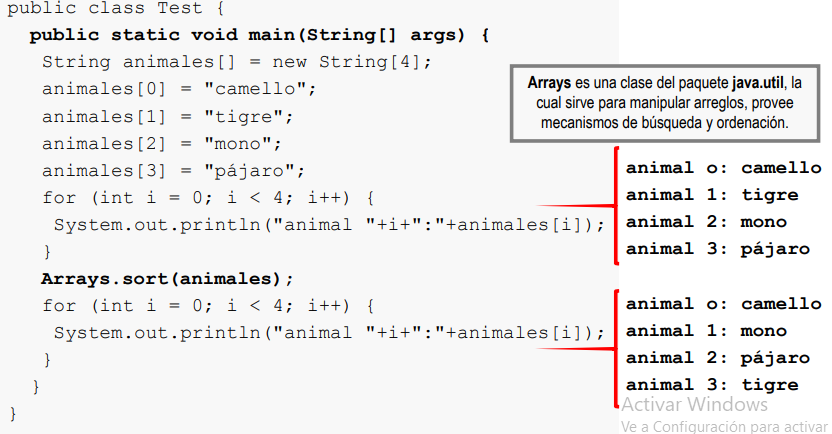 public class Test {
public static void main(String[] args) {
String animales[] = new String[4];
animales[0] = "camello";
animales[1] = "tigre";
animales[2] = "mono";
animales[3] = "pájaro";
for (int i = 0; i < 4; i++) {
System.out.println("animal "+i+":"+animales[i]);
}
Arrays.sort(animales);
for (int i = 0; i < 4; i++) {
System.out.println("animal "+i+":"+animales[i]);
}
}
}
Arrays es una clase del paquete java.util, la
cual sirve para manipular arreglos, provee
mecanismos de búsqueda y ordenación.
animal o: camello
animal 1: tigre
animal 2: mono
animal 3: pájaro
animal o: camello
animal 1: mono
animal 2: pájaro
animal 3: tigre
Activar Windows
Ve a Configuración para activar